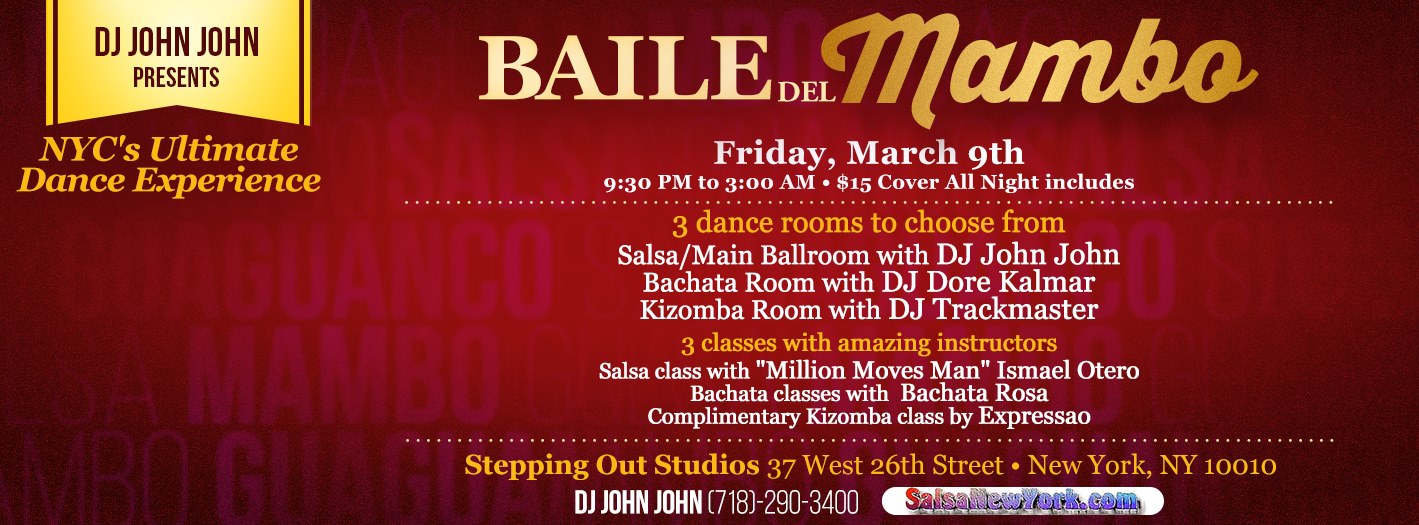 DJ JOHN JOHN
PRESENTS
NYC's Ultimate
Dance Experience
BAILE DEL Mambo
Friday, March 9th
9:30 PM to 3:00 AM • $15 Cover All Night includes
3 dance rooms to choose from
Salsa/Main Ballroom with DJ John John
Bachata Room with DJ Dore Kalmar
Kizomba Room with DJ Trackmaster
3 classes with amazing instructors
Salsa class with "Million Moves Man" Ismael Otero
Bachata classes with Bachata Rosa
Complimentary Kizomba class by Expressao
Stepping Out Studios 37 West 26th Street • New York, NY 10010
DJ JOHN JOHN (718)-290-3400 SalsaNewYork.com